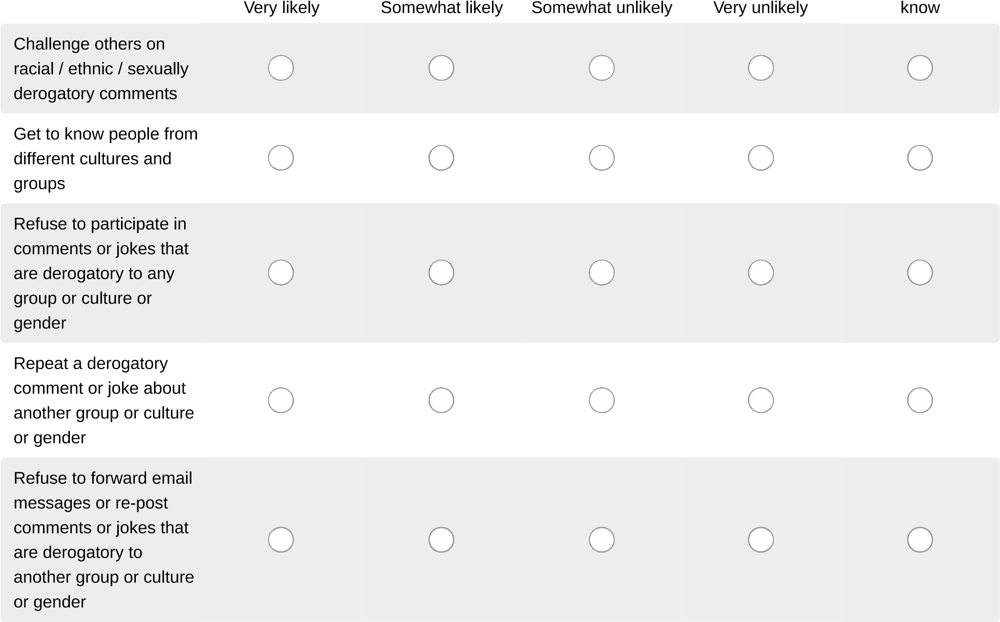 Very likely Somewhat likely Somewhat unlikely Very unlikely know
Challenge others on
racial / ethnic / sexually
derogatory comments
Get to know people from
different cultures and
groups
Refuse to participate in
comments or jokes that
are derogatory to any
group or culture or
gender
Repeat a derogatory
comment or joke about
another group or culture
or gender
Refuse to forward email
messages or re-post
comments or jokes that
are derogatory to
another group or culture
or gender